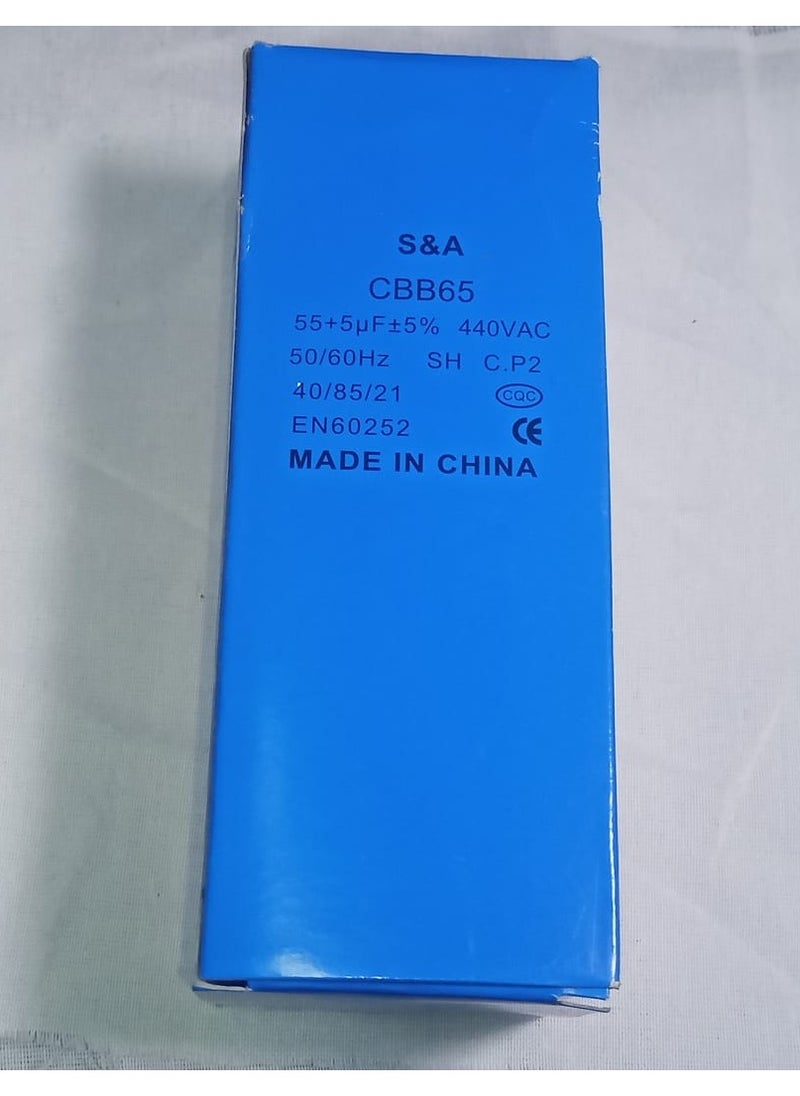 S&A
CBB65
55+5µF±5% 440VAC
50/60Hz SH C.P2
40/85/21 CQC
EN60252 CE
MADE IN CHINA